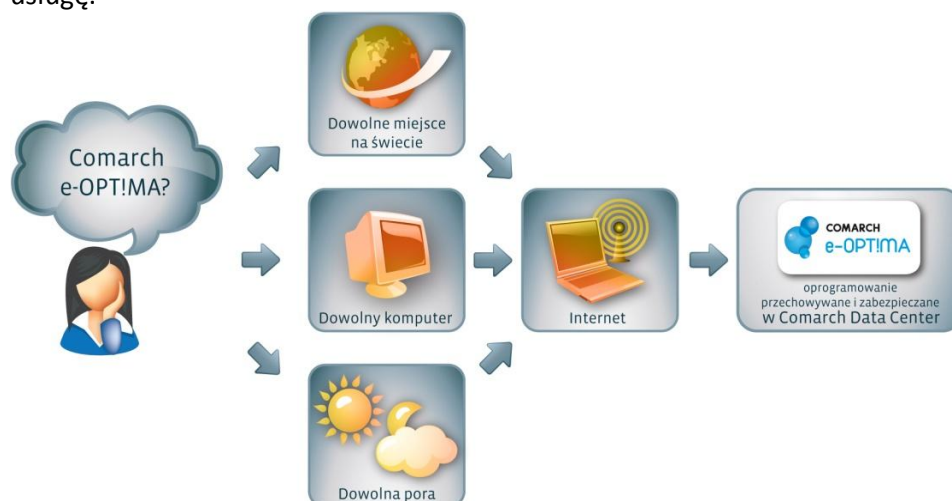 usługę.
Dowolne miejsce
na świecie
Comarch
e-OPT!MA?
Dowolny komputer
Internet
COMARCH
e-OPT!MA
oprogramowanie
przechowywane i zabezpieczane
w Comarch Data Center
Dowolna pora